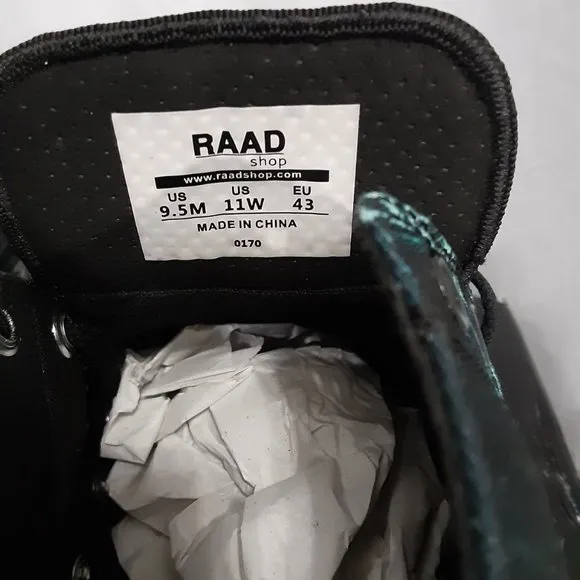 RAAD
shop
www.raadshop.com
US US EU
9.5M 11W 43
MADE IN CHINA
0170